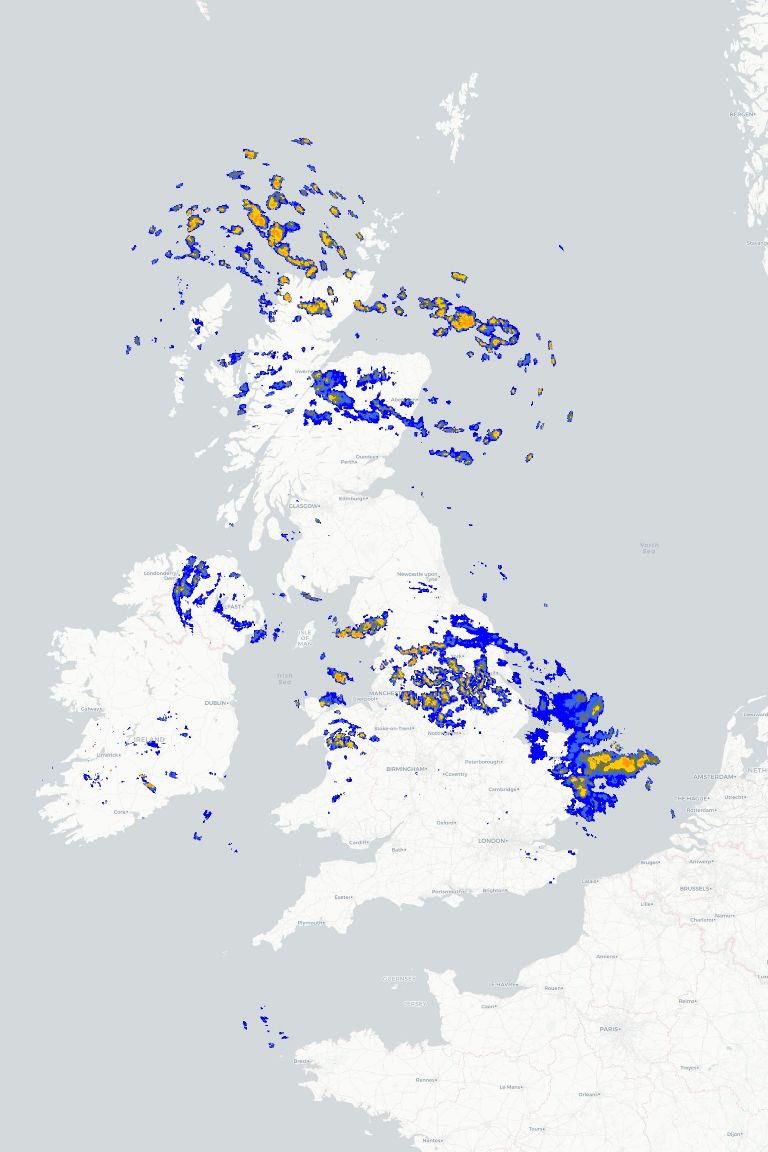 BERGEN
Inverness
Aberdeen
Dundee
Perth
Edinburgh
GLASGOW
North
Sea
Londonderry
BELFAST
Newcastle upon
Tyne
ISLE
OF
MAN
Irish
Sea
MANCHESTER
Liverpool
Galway
DUBLIN
IRELAND
Stoke-on-Trent
Nottingham
Limerick
BIRMINGHAM
Peterborough
Coventry
Cambridge
AMSTERDAM
THE HAGUE
Utrecht
Rotterdam
Cork
Oxford
Cardiff
Bath
LONDON
Bruges
Antwerp
Calais
BRUSSELS
Exeter
Portsmouth
Brighton
Lille
Charleroi
Namur
Plymouth
Amiens
GUERNSEY
LE HAVRE
Rouen
JERSEY
Caen
Reims
PARIS
Brest
Rennes
Le Mans
Troyes
Orléans
Tours
Nantes
Dijon